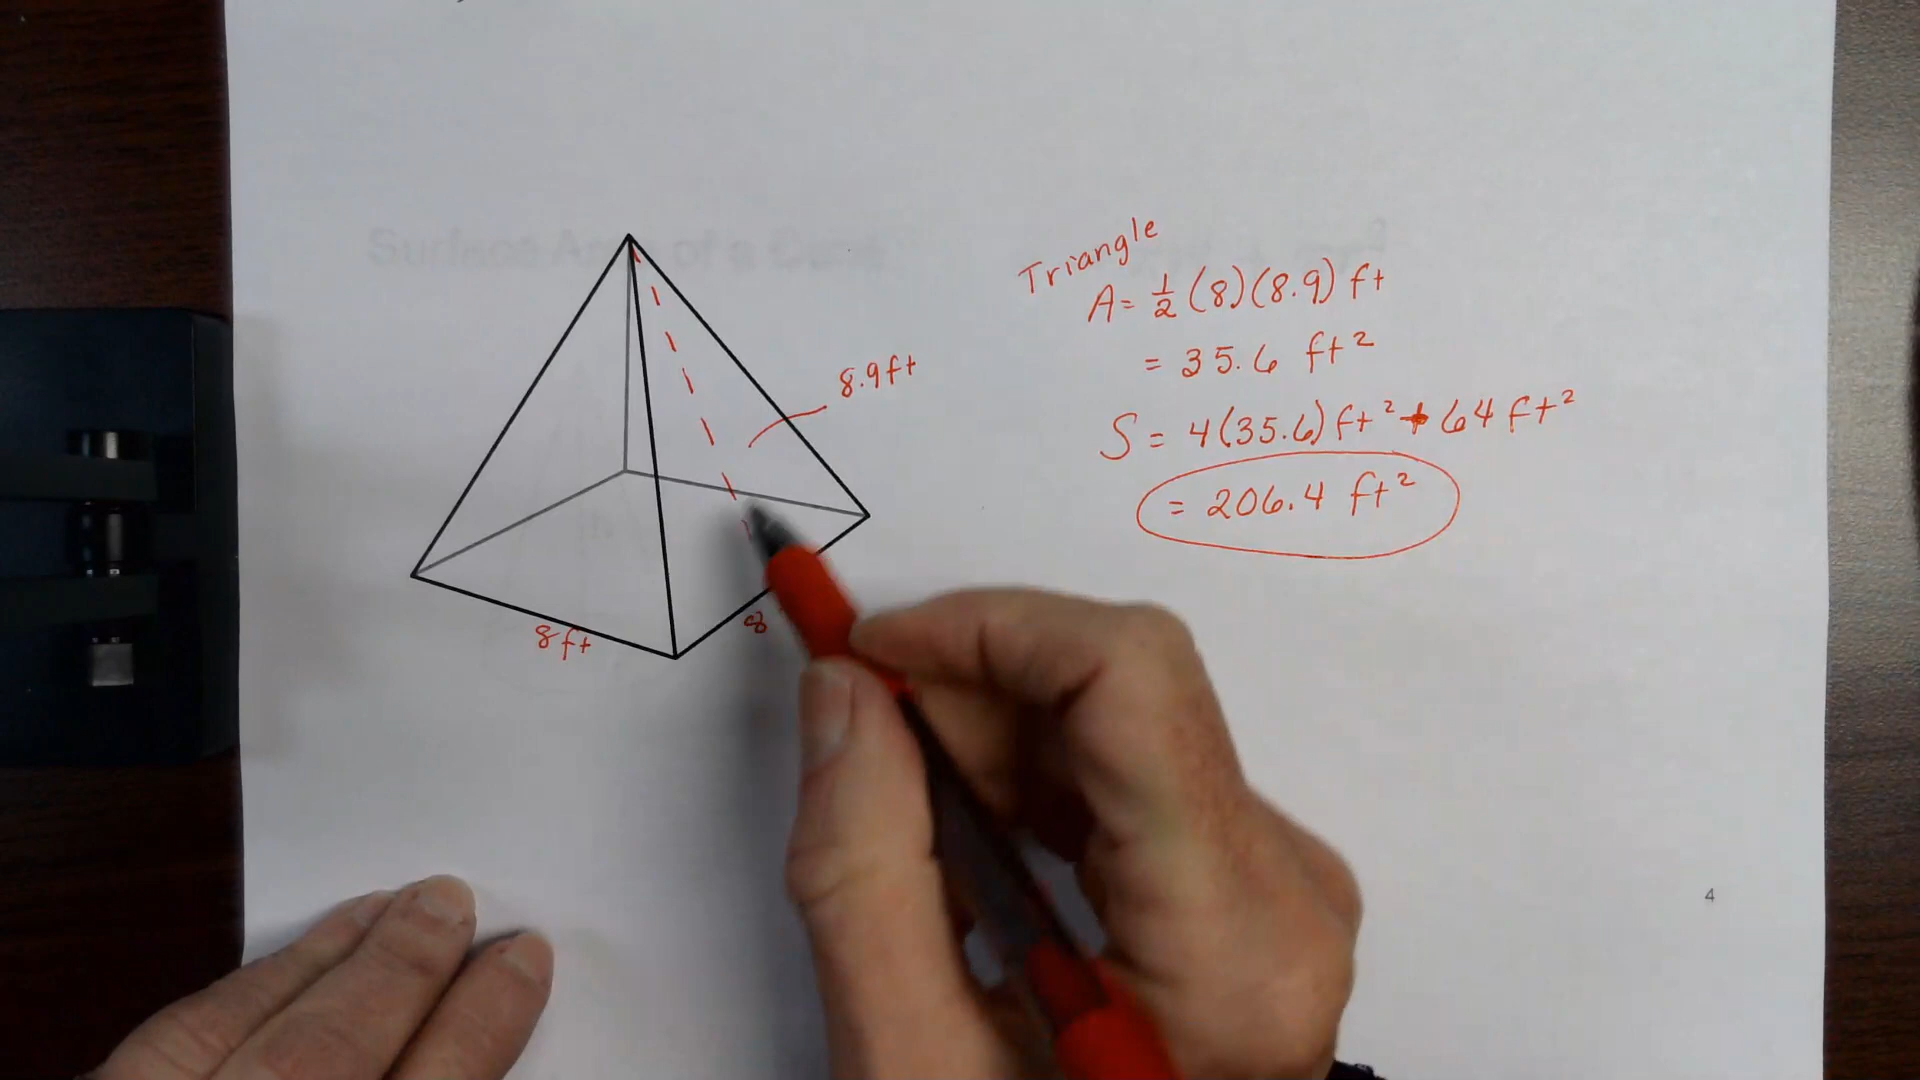 Triangle
A = 1/2 (8)(8.9) ft
= 35.6 ft²
S = 4(35.6) ft² + 64 ft²
= 206.4 ft²
8.9ft
8ft
8
4